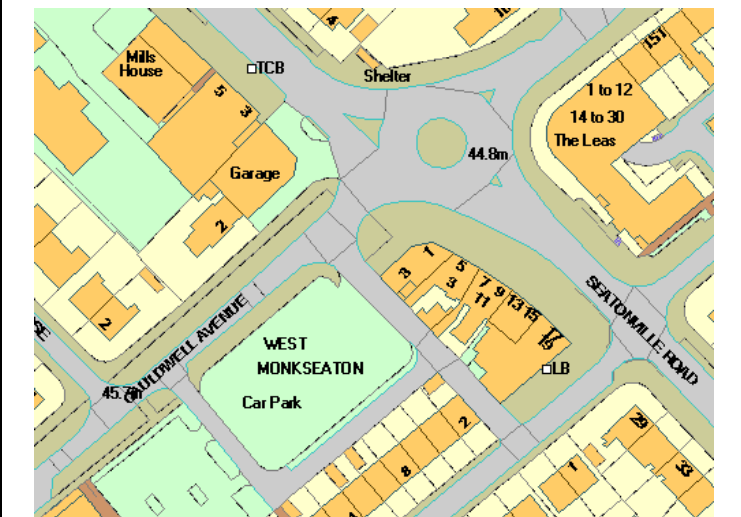 4
151
Mills
House
TCB
Shelter
1 to 12
14 to 30
The Leas
5
3
44.8m
Garage
2
1
3
5
3
7
9
11
13
15
17
19
SEATONVILLE ROAD
2
CAULDWELL AVENUE
WEST
MONKSEATON
Car Park
LB
45.7m
2
8
29
33
1